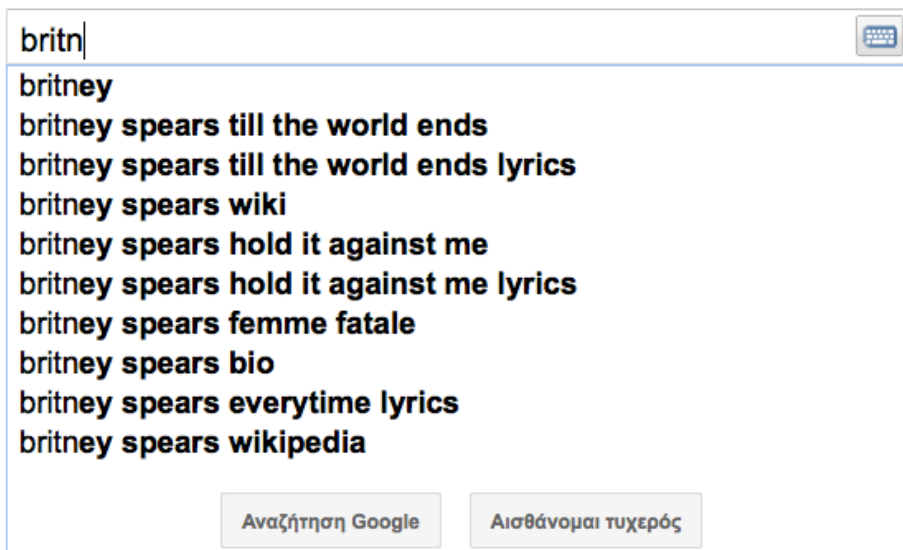 britn
britney
britney spears till the world ends
britney spears till the world ends lyrics
britney spears wiki
britney spears hold it against me
britney spears hold it against me lyrics
britney spears femme fatale
britney spears bio
britney spears everytime lyrics
britney spears wikipedia
Αναζήτηση Google Αισθάνομαι τυχερός